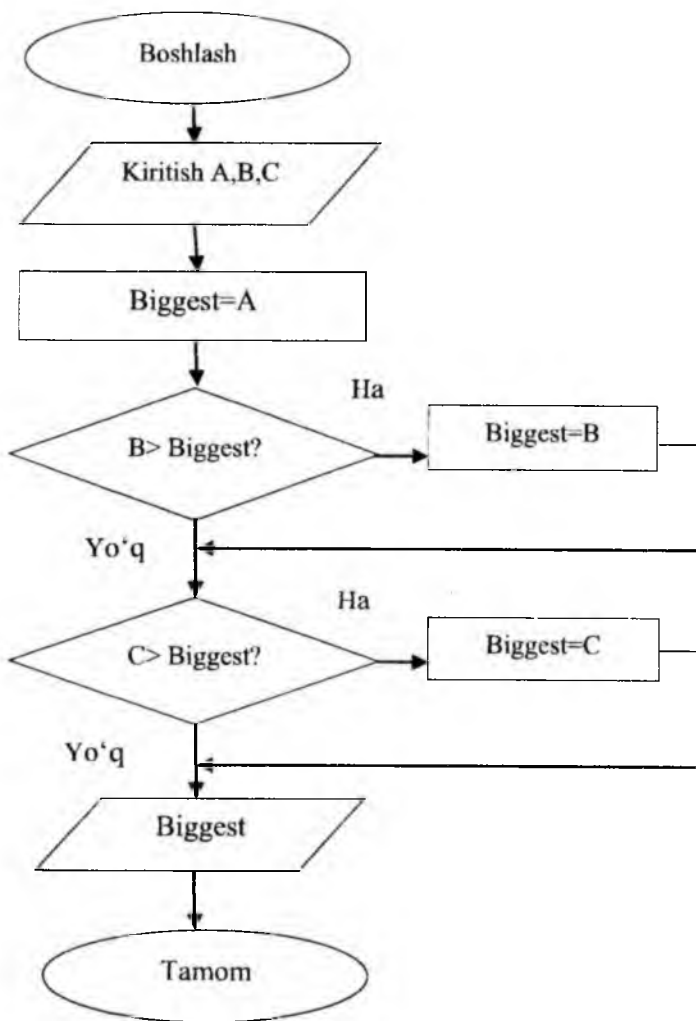 Boshlash
Kiritish A,B,C
Biggest=A
Ha
B> Biggest?
Biggest=B
Yo‘q
Ha
C> Biggest?
Biggest=C
Yo‘q
Biggest
Tamom